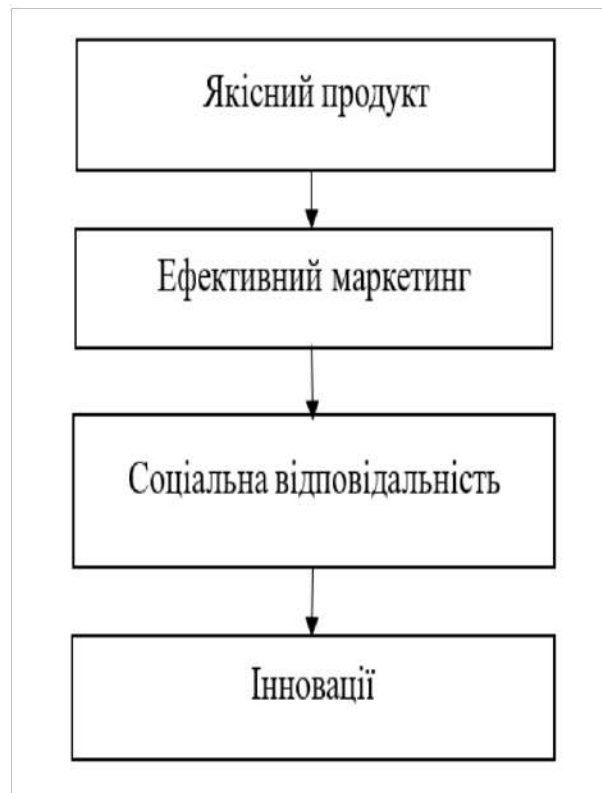 Якісний продукт
Ефективний маркетинг
Соціальна відповідальність
Інновації